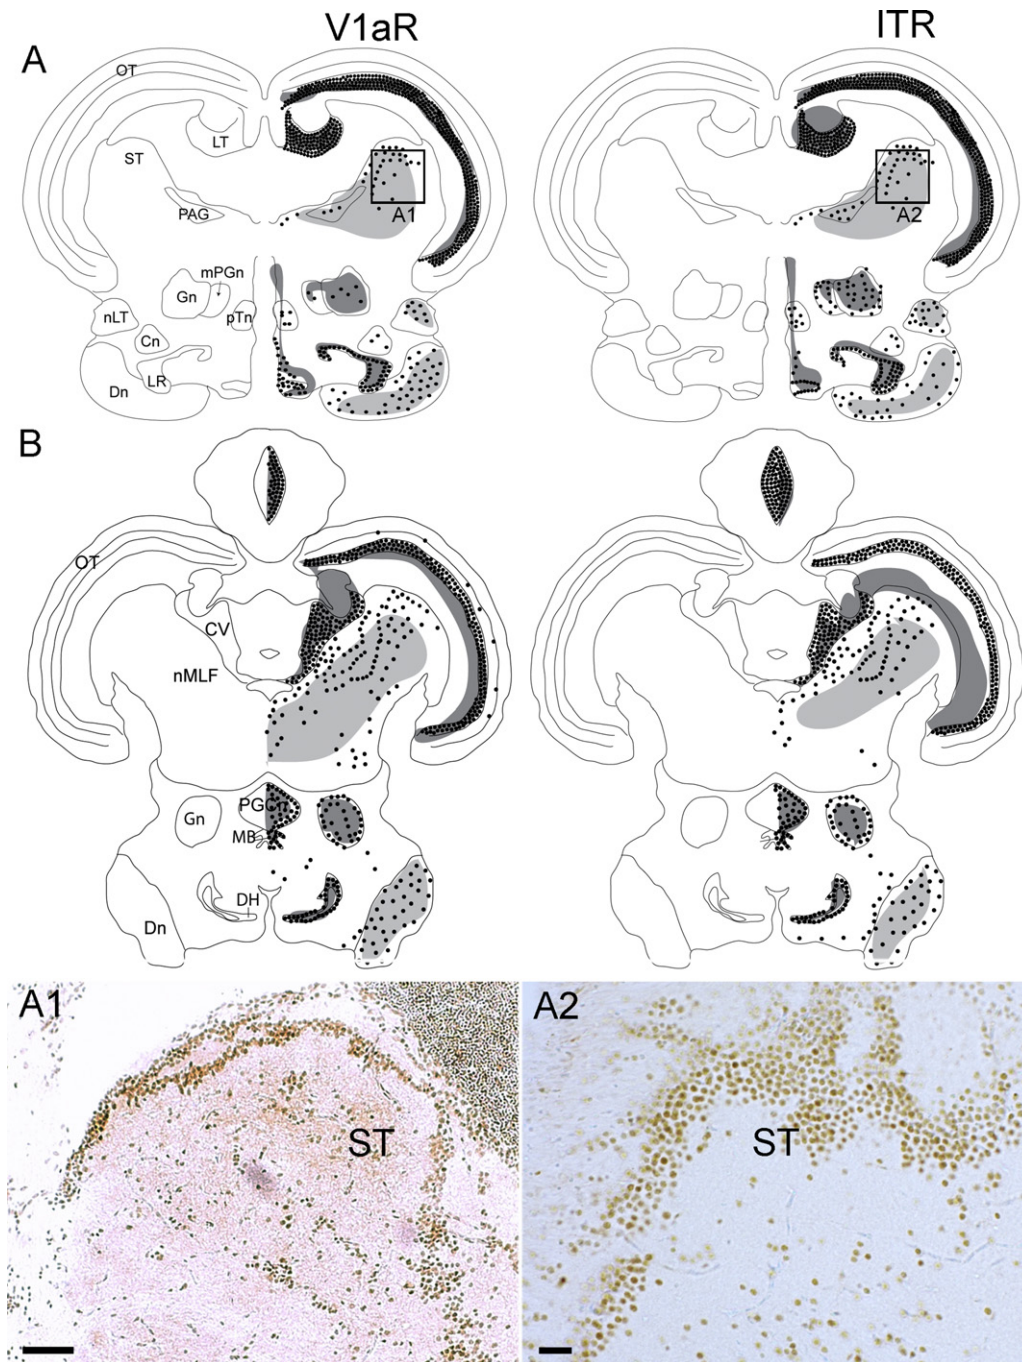 V1aR
ITR
A
OT
LT
ST
PAG
A1
A2
mPGn
Gn
nLT
pTn
Cn
LR
Dn
B
OT
CV
nMLF
PGCn
Gn
MB
DH
Dn
A1
ST
A2
ST